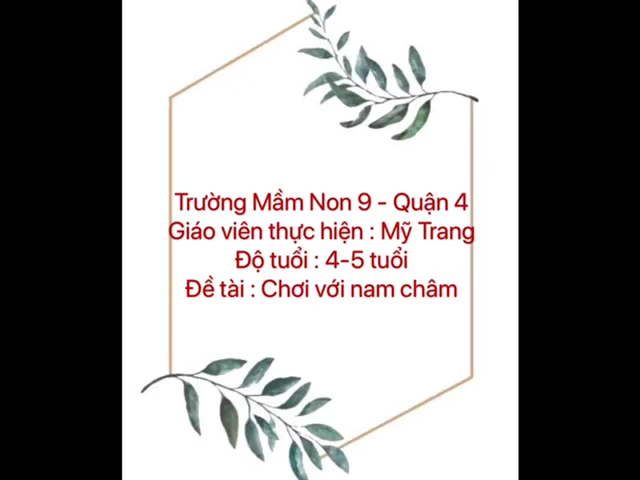 Trường Mầm Non 9 - Quận 4
Giáo viên thực hiện : Mỹ Trang
Độ tuổi : 4-5 tuổi
Đề tài : Chơi với nam châm